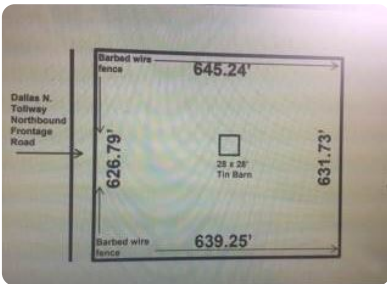 Barbed wire
fence
645.24'
Dallas N.
Tollway
Northbound
Frontage
Road
626.79'
28 x 28'
Tin Barn
631.73'
Barbed wire
fence
639.25'